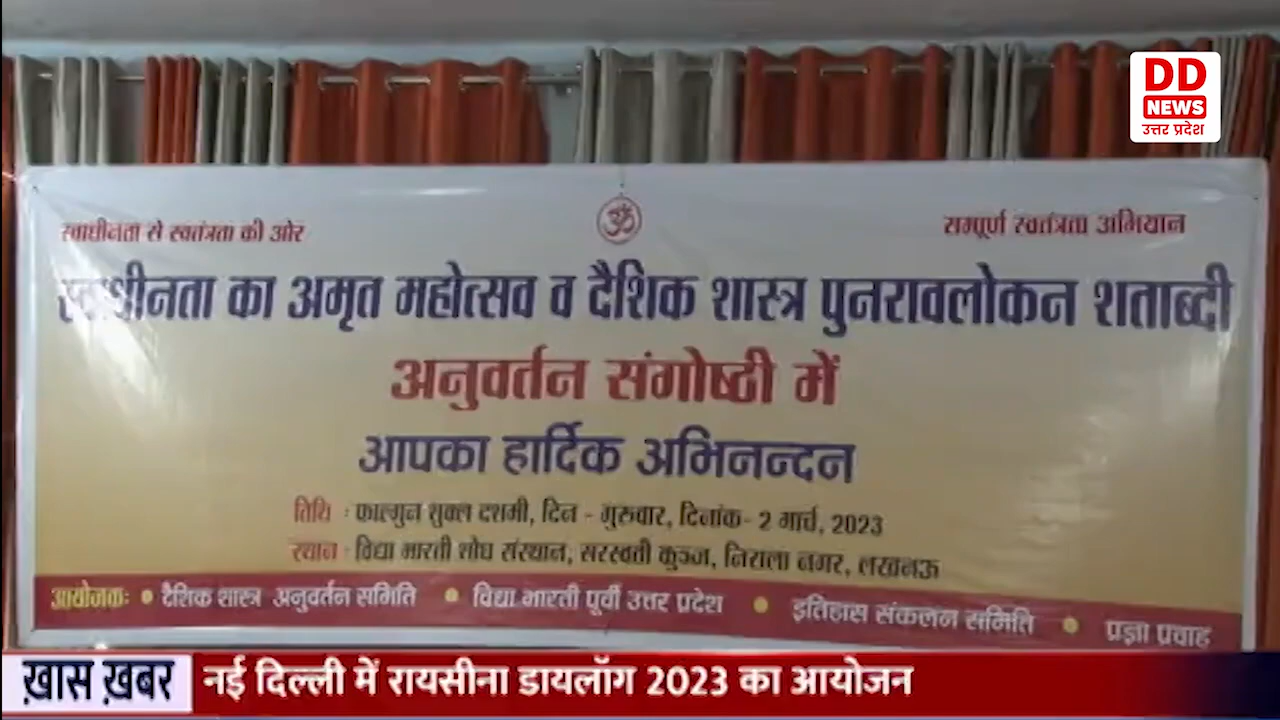 DD
NEWS
उत्तर प्रदेश
स्वाधीनता से स्वतंत्रता की ओर
ॐ
सम्पूर्ण स्वतंत्रता अभियान
स्वाधीनता का अमृत महोत्सव व दैशिक शास्त्र पुनरावलोकन शताब्दी
अनुवर्तन संगोष्ठी में
आपका हार्दिक अभिनन्दन
तिथि : फाल्गुन शुक्ल दशमी, दिन - गुरुवार, दिनांक- 2 मार्च, 2023
स्थान : विद्या भारती शोध संस्थान, सरस्वती कुञ्ज, निराला नगर, लखनऊ
आयोजक: • दैशिक शास्त्र अनुवर्तन समिति • विद्या भारती पूर्वी उत्तर प्रदेश • इतिहास संकलन समिति • प्रज्ञा प्रवाह
ख़ास ख़बर नई दिल्ली में रायसीना डायलॉग 2023 का आयोजन